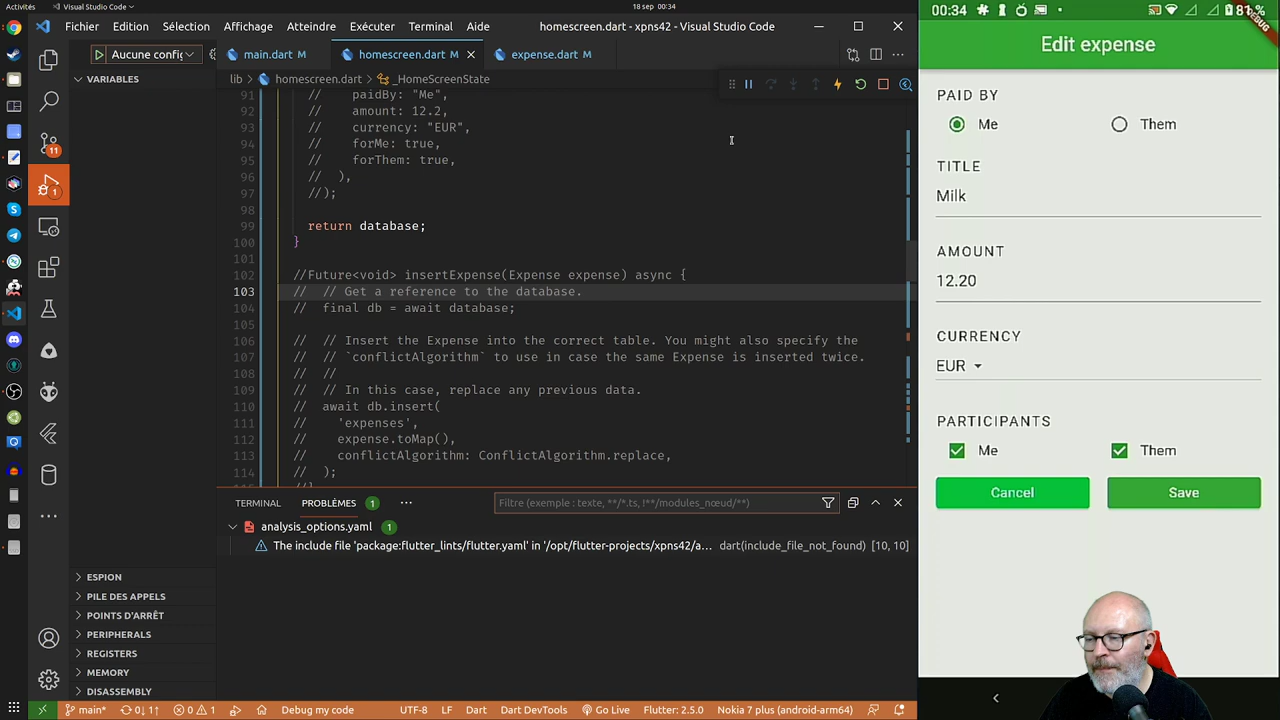 Activités
Visual Studio Code
18 sep 00:34
Fichier Edition Sélection Affichage Atteindre Exécuter Terminal Aide
homescreen.dart - xpns42 - Visual Studio Code
Aucune config
main.dart M
homescreen.dart M
expense.dart M
VARIABLES
lib > homescreen.dart > _HomeScreenState
91 // paidBy: "Me",
92 // amount: 12.2,
93 // currency: "EUR",
94 // forMe: true,
95 // forThem: true,
96 // ),
97 //);
98
99 return database;
100 }
101
102 //Future<void> insertExpense(Expense expense) async {
103 // // Get a reference to the database.
104 // final db = await database;
105
106 // // Insert the Expense into the correct table. You might also specify the
107 // // `conflictAlgorithm` to use in case the same Expense is inserted twice.
108 // //
109 // // In this case, replace any previous data.
110 // await db.insert(
111 // 'expenses',
112 // expense.toMap(),
113 // conflictAlgorithm: ConflictAlgorithm.replace,
114 // );
11
1
TERMINAL PROBLÈMES 1 ···
Filtre (exemple : texte, **/*.ts, !**/modules_nœud/**)
analysis_options.yaml 1
The include file 'package:flutter_lints/flutter.yaml' in '/opt/flutter-projects/xpns42/a... dart(include_file_not_found) [10, 10]
ESPION
PILE DES APPELS
POINTS D'ARRÊT
PERIPHERALS
REGISTERS
MEMORY
DISASSEMBLY
main* 0↓ 1↑ 0 1 Debug my code UTF-8 LF Dart Dart DevTools Go Live Flutter: 2.5.0 Nokia 7 plus (android-arm64)
00:34
81%
DEBUG
Edit expense
PAID BY
Me Them
TITLE
Milk
AMOUNT
12.20
CURRENCY
EUR
PARTICIPANTS
Me Them
Cancel Save